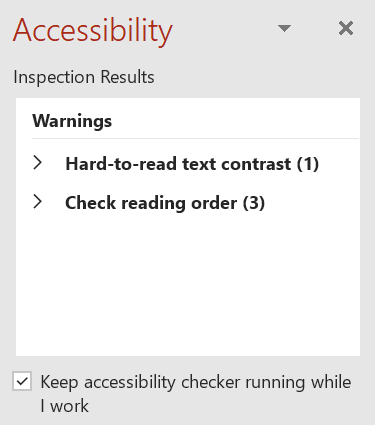 Accessibility
Inspection Results
Warnings
Hard-to-read text contrast (1)
Check reading order (3)
Keep accessibility checker running while
I work